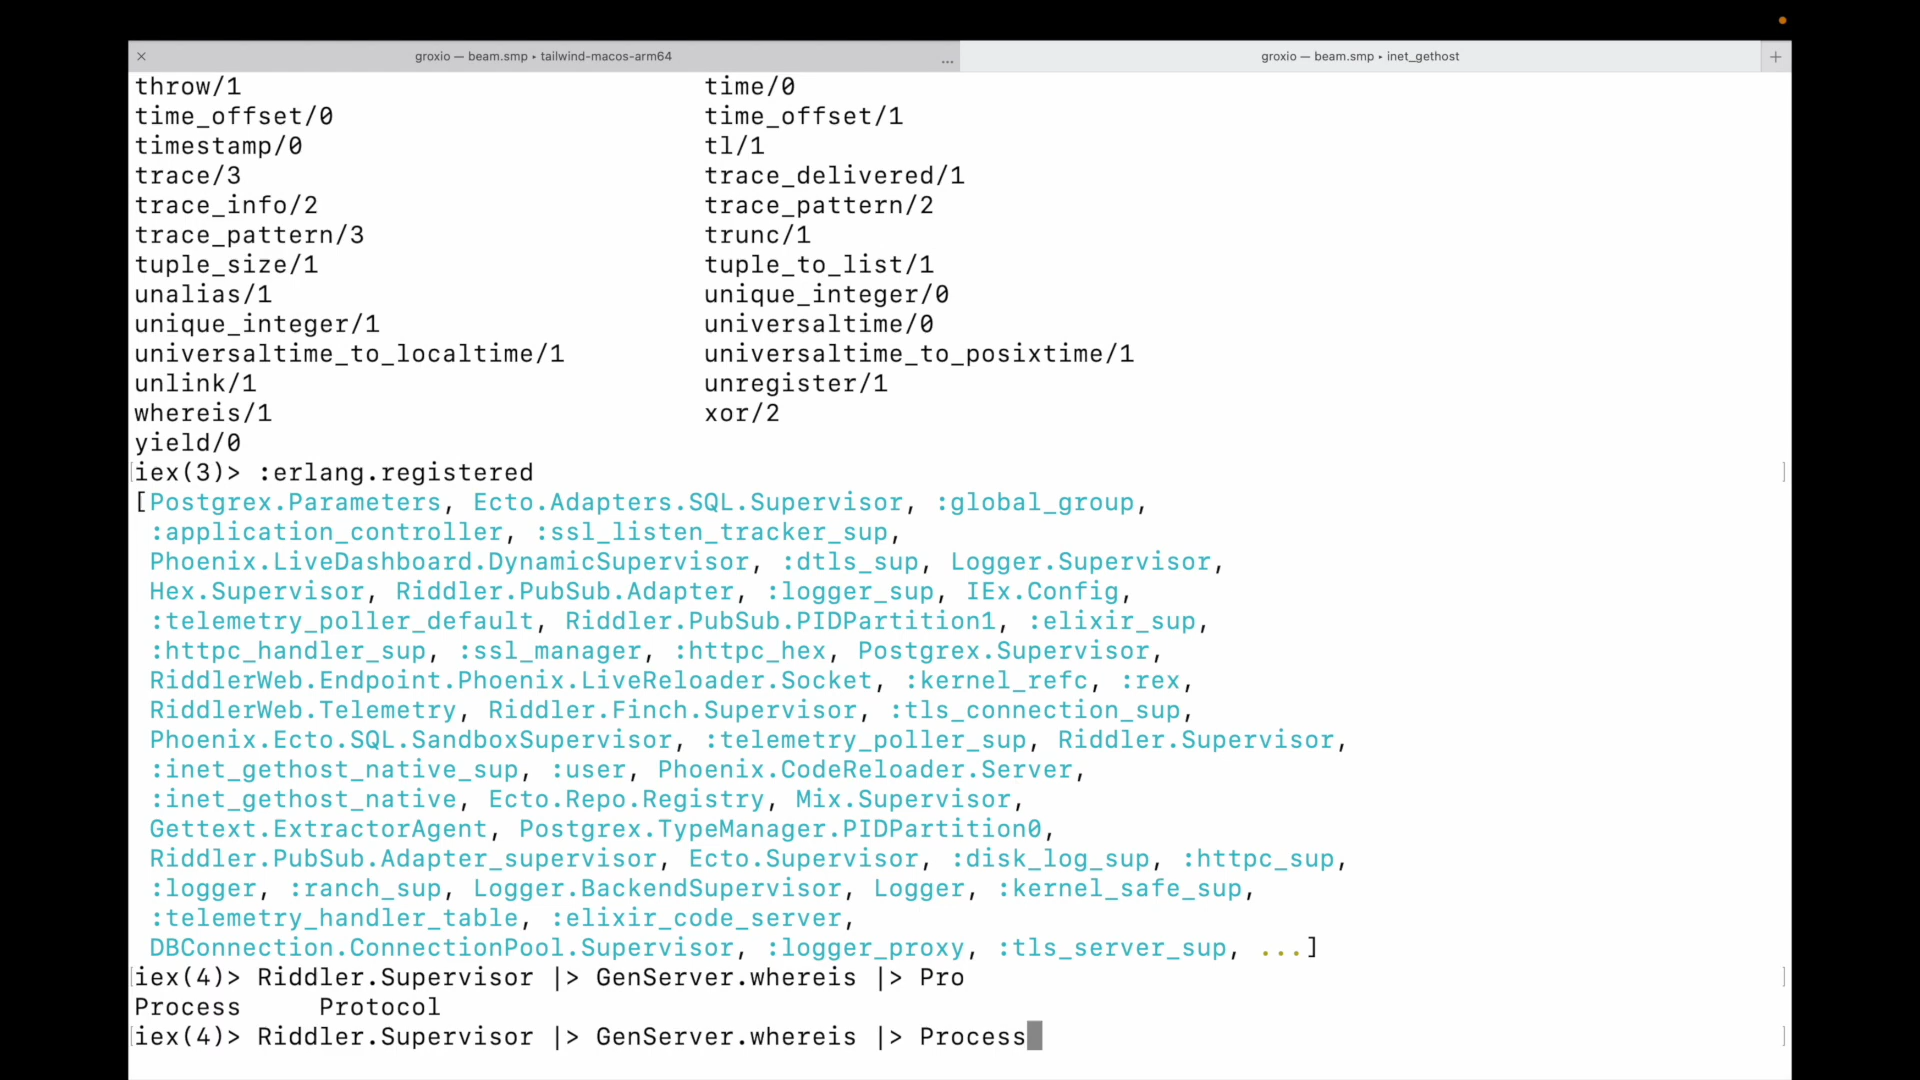 groxio — beam.smp ▸ tailwind-macos-arm64 ... groxio — beam.smp ▸ inet_gethost
throw/1 time/0
time_offset/0 time_offset/1
timestamp/0 tl/1
trace/3 trace_delivered/1
trace_info/2 trace_pattern/2
trace_pattern/3 trunc/1
tuple_size/1 tuple_to_list/1
unalias/1 unique_integer/0
unique_integer/1 universaltime/0
universaltime_to_localtime/1 universaltime_to_posixtime/1
unlink/1 unregister/1
whereis/1 xor/2
yield/0
iex(3)> :erlang.registered
[Postgrex.Parameters, Ecto.Adapters.SQL.Supervisor, :global_group,
:application_controller, :ssl_listen_tracker_sup,
Phoenix.LiveDashboard.DynamicSupervisor, :dtls_sup, Logger.Supervisor,
Hex.Supervisor, Riddler.PubSub.Adapter, :logger_sup, IEx.Config,
:telemetry_poller_default, Riddler.PubSub.PIDPartition1, :elixir_sup,
:httpc_handler_sup, :ssl_manager, :httpc_hex, Postgrex.Supervisor,
RiddlerWeb.Endpoint.Phoenix.LiveReloader.Socket, :kernel_refc, :rex,
RiddlerWeb.Telemetry, Riddler.Finch.Supervisor, :tls_connection_sup,
Phoenix.Ecto.SQL.SandboxSupervisor, :telemetry_poller_sup, Riddler.Supervisor,
:inet_gethost_native_sup, :user, Phoenix.CodeReloader.Server,
:inet_gethost_native, Ecto.Repo.Registry, Mix.Supervisor,
Gettext.ExtractorAgent, Postgrex.TypeManager.PIDPartition0,
Riddler.PubSub.Adapter_supervisor, Ecto.Supervisor, :disk_log_sup, :httpc_sup,
:logger, :ranch_sup, Logger.BackendSupervisor, Logger, :kernel_safe_sup,
:telemetry_handler_table, :elixir_code_server,
DBConnection.ConnectionPool.Supervisor, :logger_proxy, :tls_server_sup, ...]
iex(4)> Riddler.Supervisor |> GenServer.whereis |> Pro
Process Protocol
iex(4)> Riddler.Supervisor |> GenServer.whereis |> Process